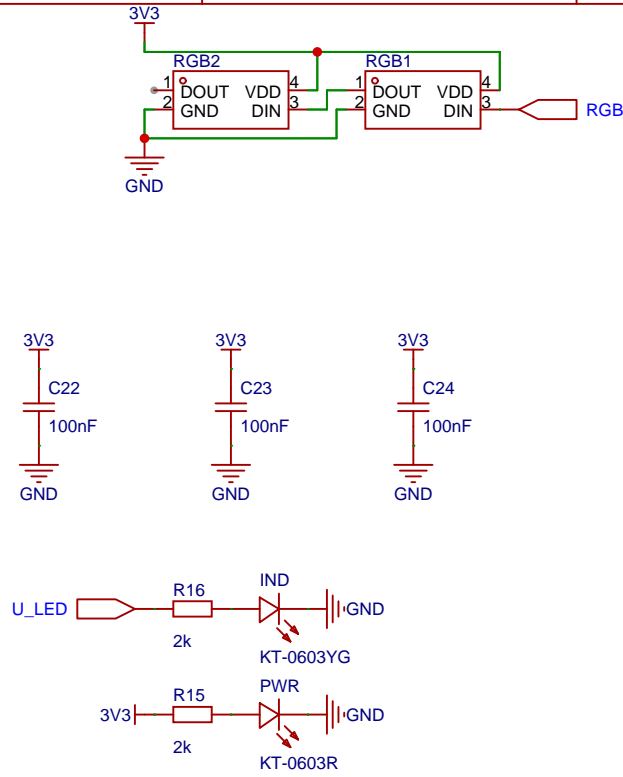 3V3
RGB2
RGB1
1 DOUT VDD 4
2 GND DIN 3
1 DOUT VDD 4
2 GND DIN 3
RGB
GND
3V3
3V3
3V3
C22
C23
C24
100nF
100nF
100nF
GND
GND
GND
U_LED
R16
2k
IND
KT-0603YG
GND
3V3
R15
2k
PWR
KT-0603R
GND